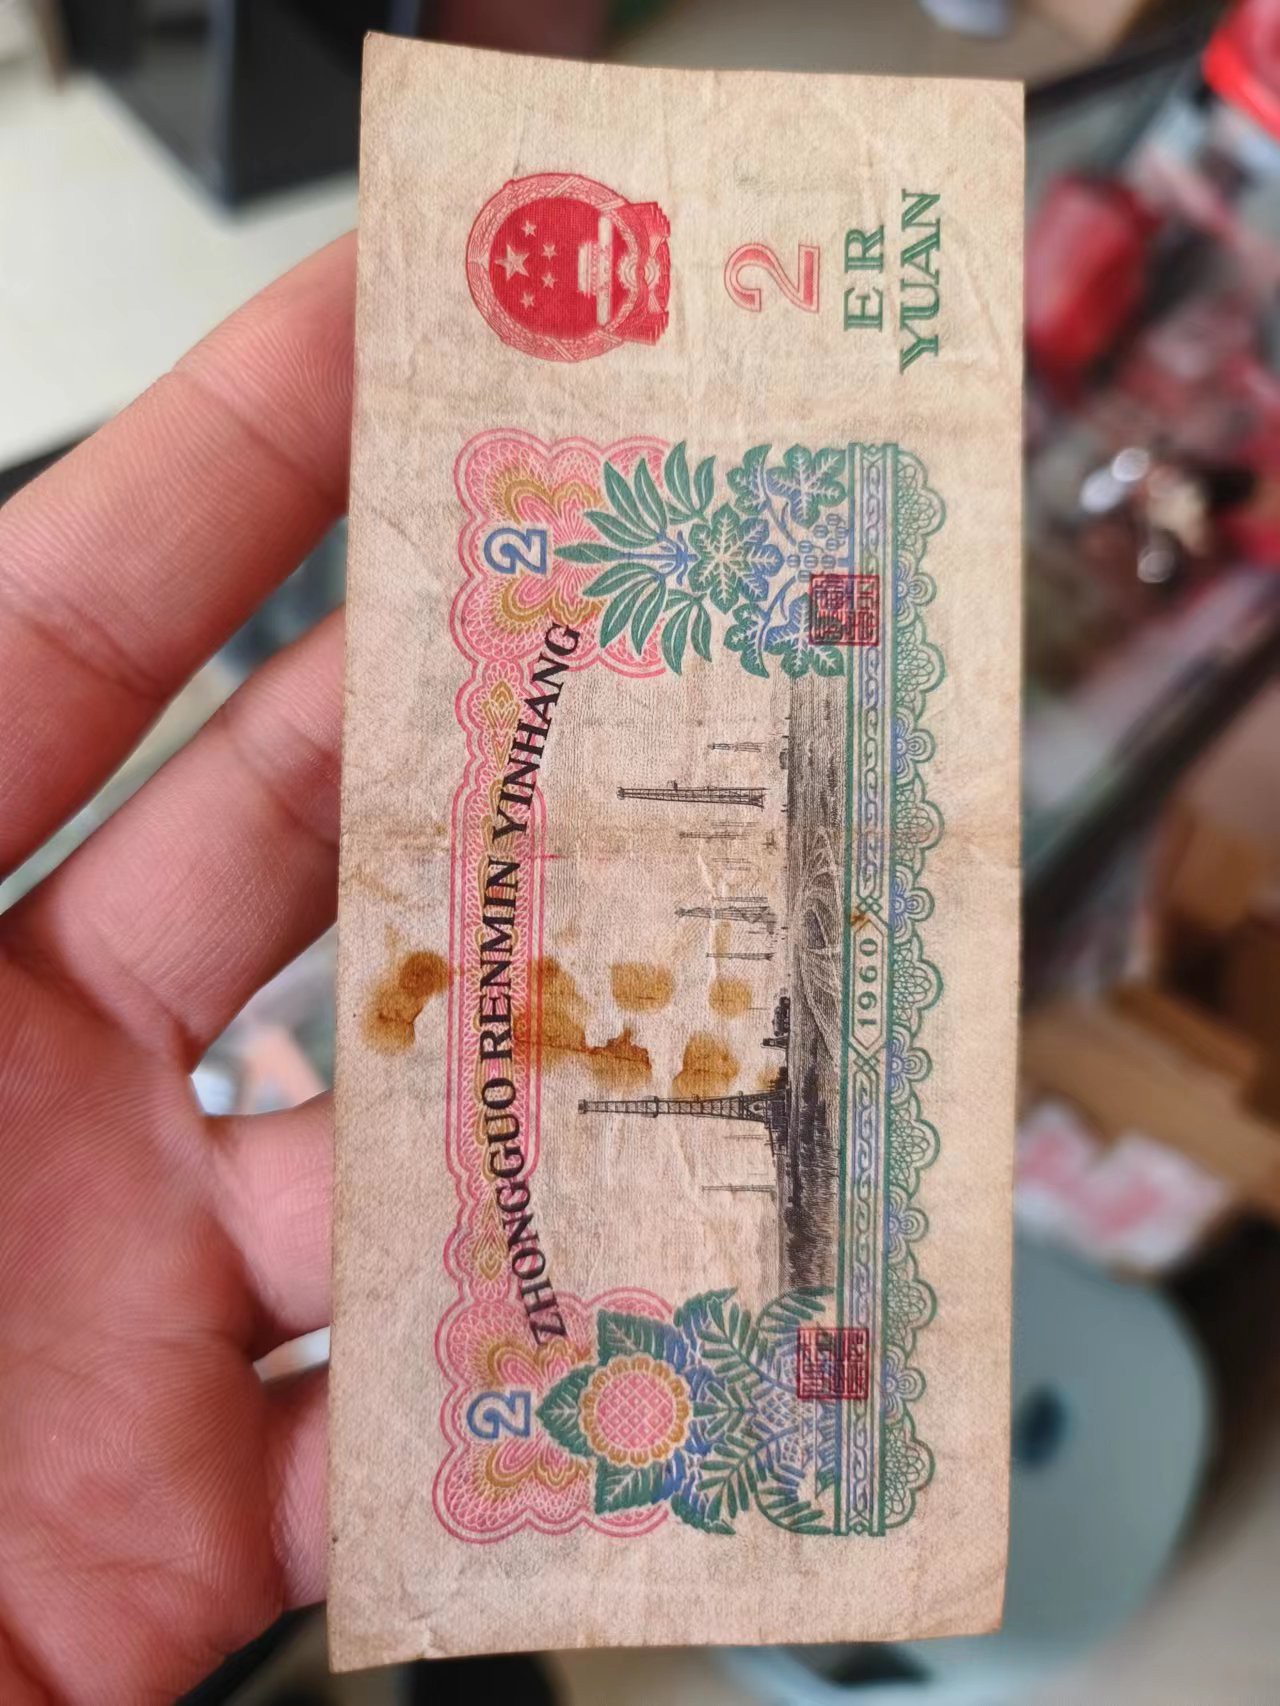 ZHONGGUO RENMIN YINHANG
2
2
2
ER
YUAN
1960